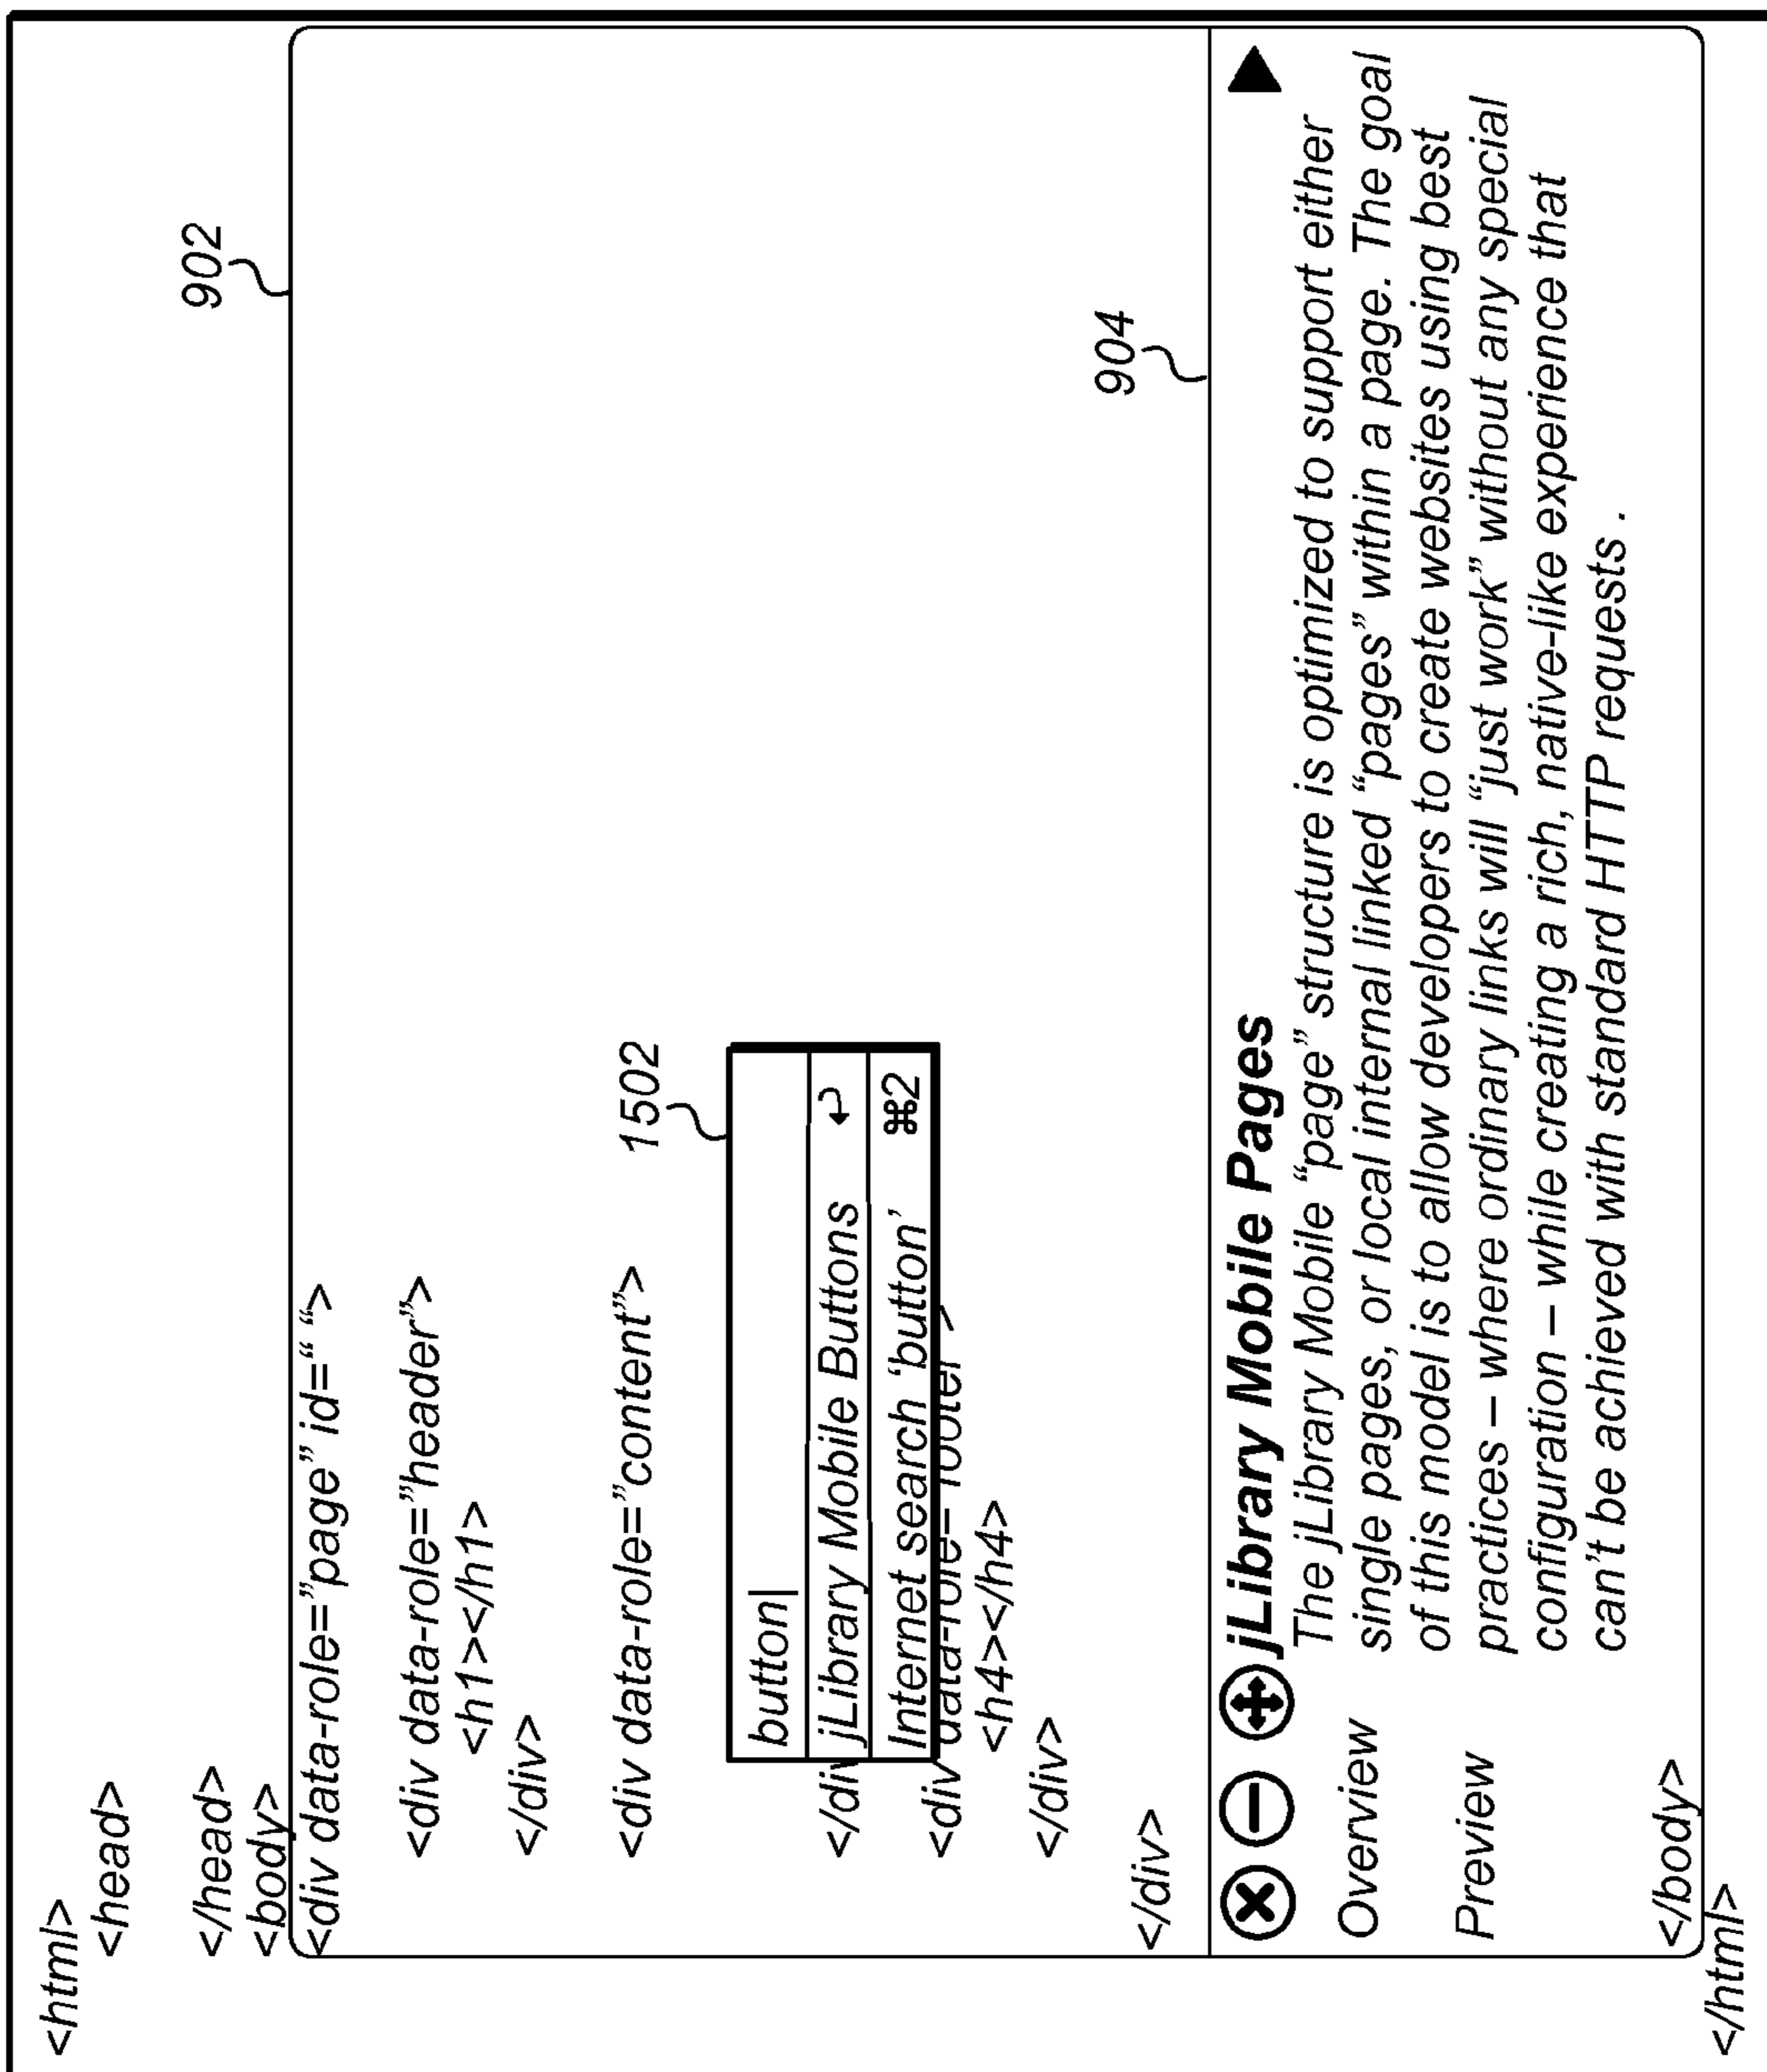 <html>
<head>
</head>
<body>
902
<div data-role="page" id=" ">
<div data-role="header">
<h1></h1>
</div>
<div data-role="content">
1502
button
jLibrary Mobile Buttons
</div
Internet search 'button' ⌘2
<div data-role=
<h4></h4>
</div>
</div>
904
jLibrary Mobile Pages
Overview
The jLibrary Mobile “page” structure is optimized to support either
single pages, or local internal linked “pages” within a page. The goal
of this model is to allow developers to create websites using best
Preview
practices – where ordinary links will “just work” without any special
configuration – while creating a rich, native-like experience that
can’t be achieved with standard HTTP requests .
</body>
</html>